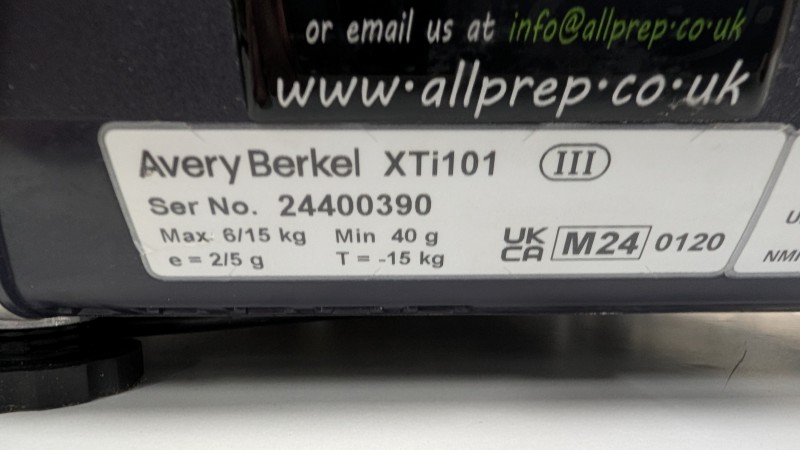 or email us at info@allprep.co.uk
www.allprep.co.uk
Avery Berkel XTi101 III
Ser No. 24400390
Max 6/15 kg Min 40 g
e = 2/5 g T = -15 kg
UK
CA M24 0120